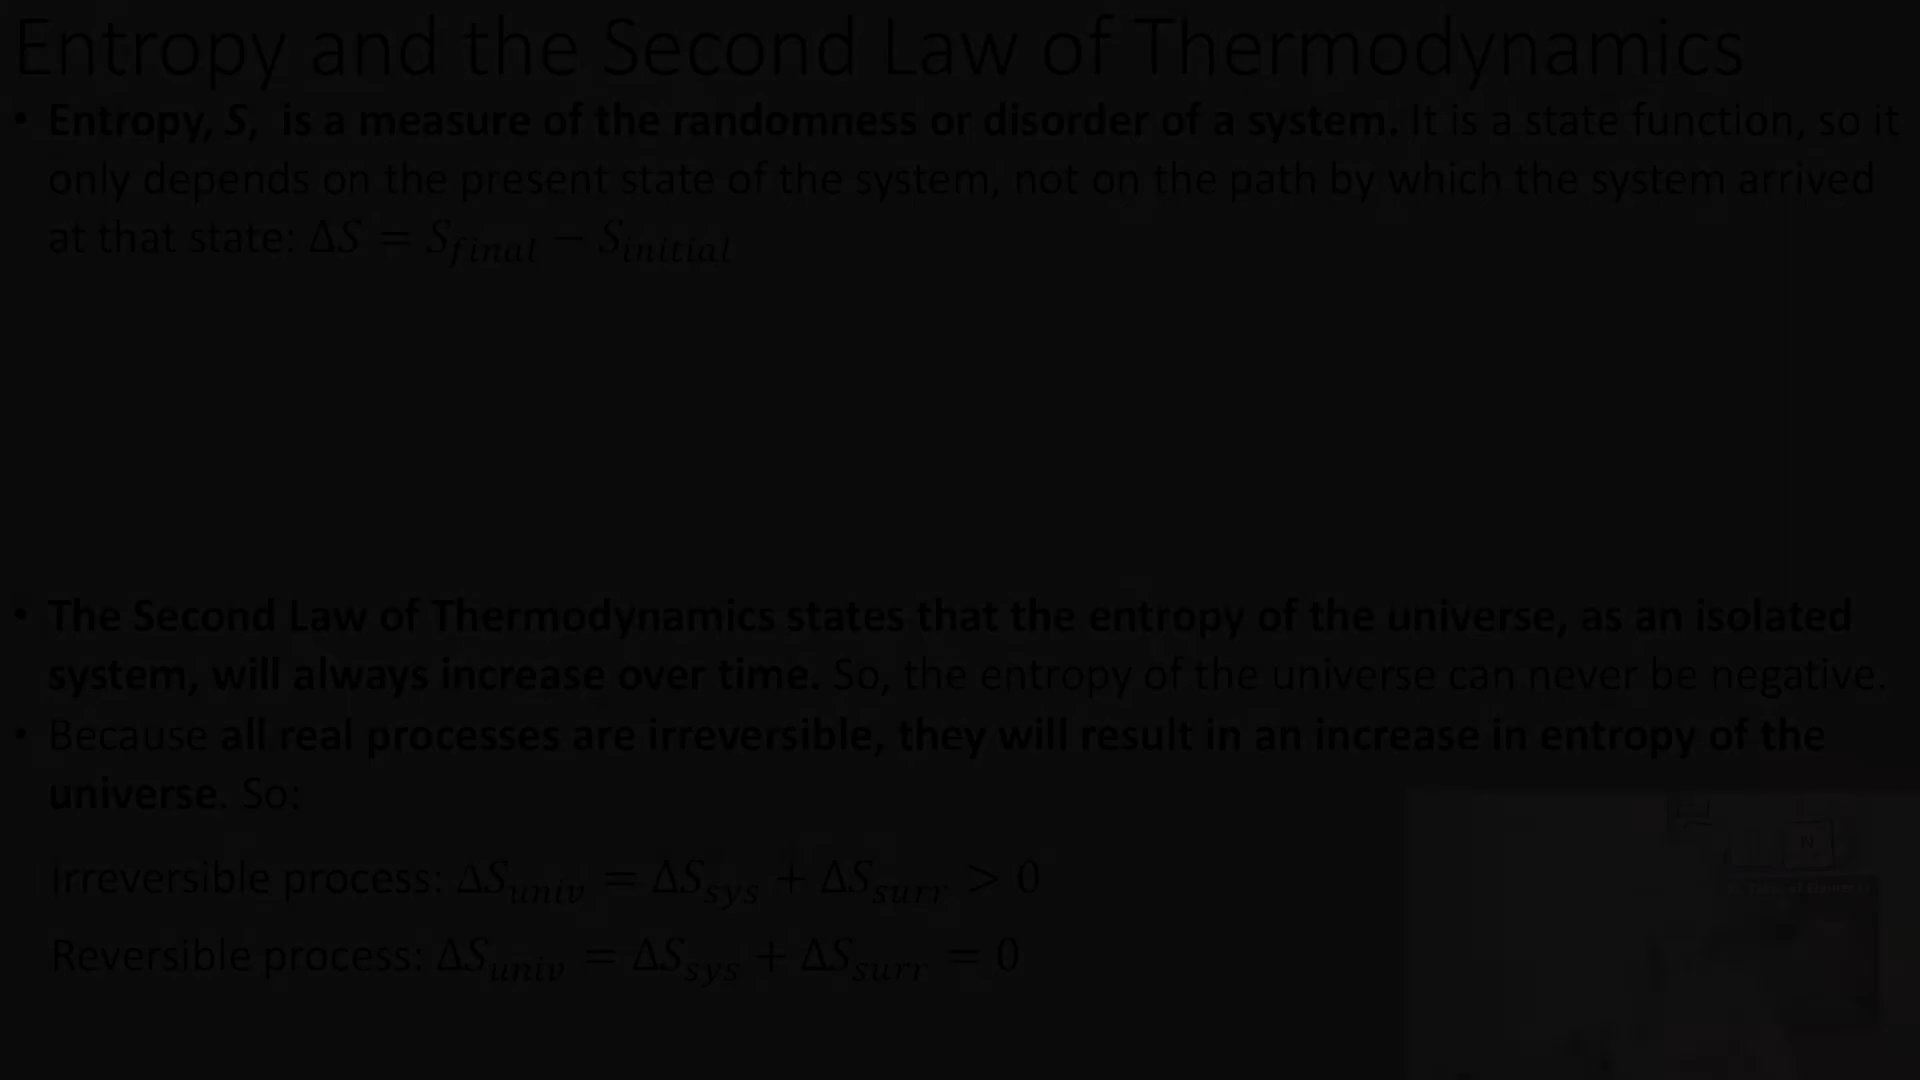 Entropy and the Second Law of Thermodynamics
• Entropy, S, is a measure of the randomness or disorder of a system. It is a state function, so it
only depends on the present state of the system, not on the path by which the system arrived
at that state: ΔS = S_final − S_initial
• The Second Law of Thermodynamics states that the entropy of the universe, as an isolated
system, will always increase over time. So, the entropy of the universe can never be negative.
• Because all real processes are irreversible, they will result in an increase in entropy of the
universe. So:
Irreversible process: ΔS_univ = ΔS_sys + ΔS_surr > 0
Reversible process: ΔS_univ = ΔS_sys + ΔS_surr = 0
N